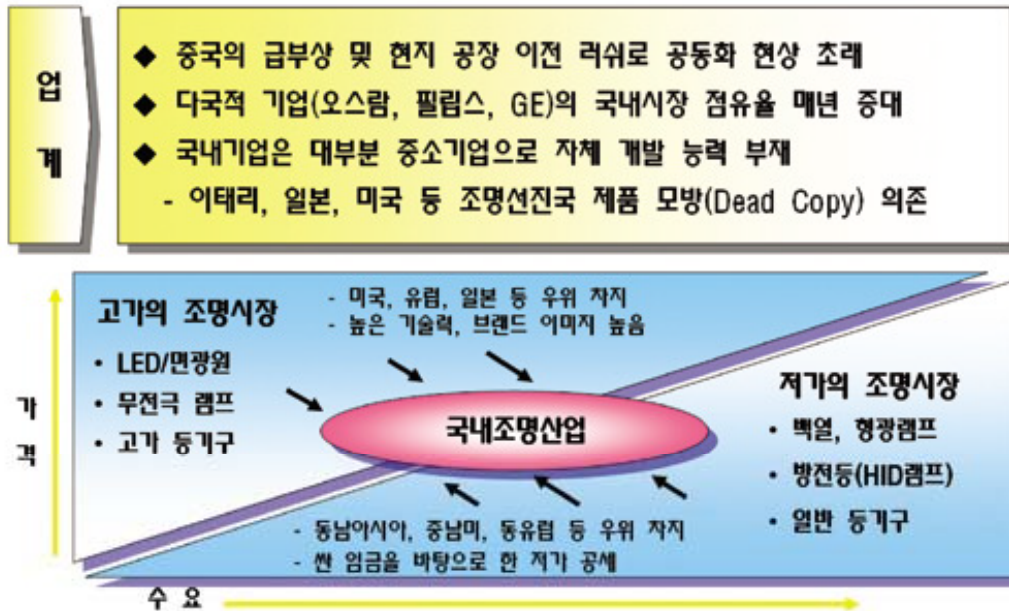 업
계
◆ 중국의 급부상 및 현지 공장 이전 러쉬로 공동화 현상 초래
◆ 다국적 기업(오스람, 필립스, GE)의 국내시장 점유율 매년 증대
◆ 국내기업은 대부분 중소기업으로 자체 개발 능력 부재
- 이태리, 일본, 미국 등 조명선진국 제품 모방(Dead Copy) 의존
고가의 조명시장
• LED/면광원
• 무전극 램프
• 고가 등기구
- 미국, 유럽, 일본 등 우위 차지
- 높은 기술력, 브랜드 이미지 높음
국내조명산업
저가의 조명시장
• 백열, 형광램프
• 방전등(HID램프)
• 일반 등기구
- 동남아시아, 중남미, 동유럽 등 우위 차지
- 싼 임금을 바탕으로 한 저가 공세
가
격
수 요